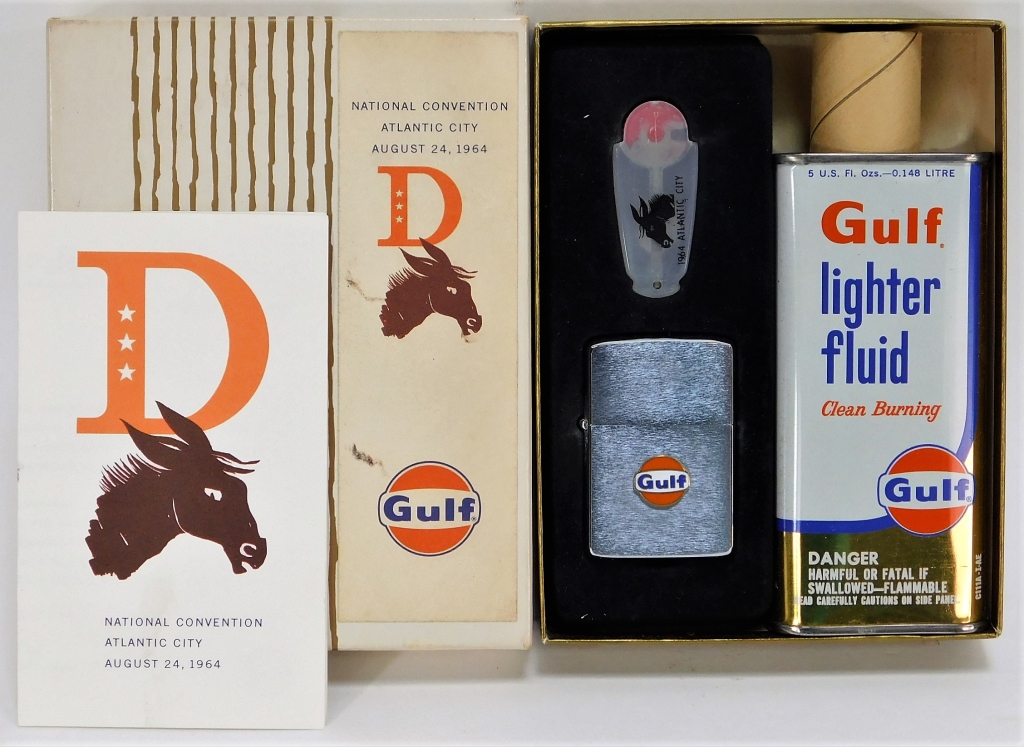 NATIONAL CONVENTION
ATLANTIC CITY
AUGUST 24, 1964
D
Gulf
D
NATIONAL CONVENTION
ATLANTIC CITY
AUGUST 24, 1964
1964 ATLANTIC CITY
Gulf
5 U.S. Fl. Ozs.—0.148 LITRE
Gulf
lighter
fluid
Clean Burning
Gulf
DANGER
HARMFUL OR FATAL IF
SWALLOWED—FLAMMABLE
CAREFULLY CAUTIONS ON SIDE